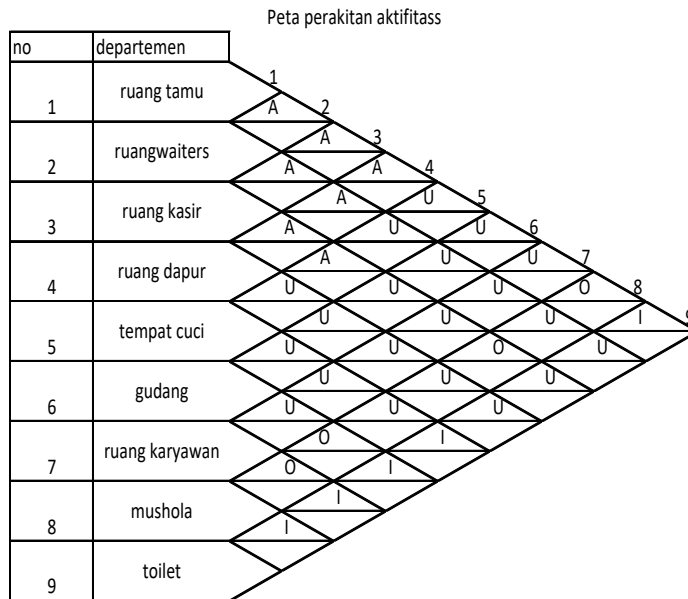 Peta perakitan aktifitass
no departemen
1
ruang tamu
1 A 2
A 3
ruangwaiters
2 A A 4
A U 5
ruang kasir
3 A U U 6
A U U 7
ruang dapur
4 U U U O 8
U U U I
tempat cuci
5 U U O U
U U U
gudang
6 U U U
O I
ruang karyawan
7 O I
I
mushola
8 I
toilet
9